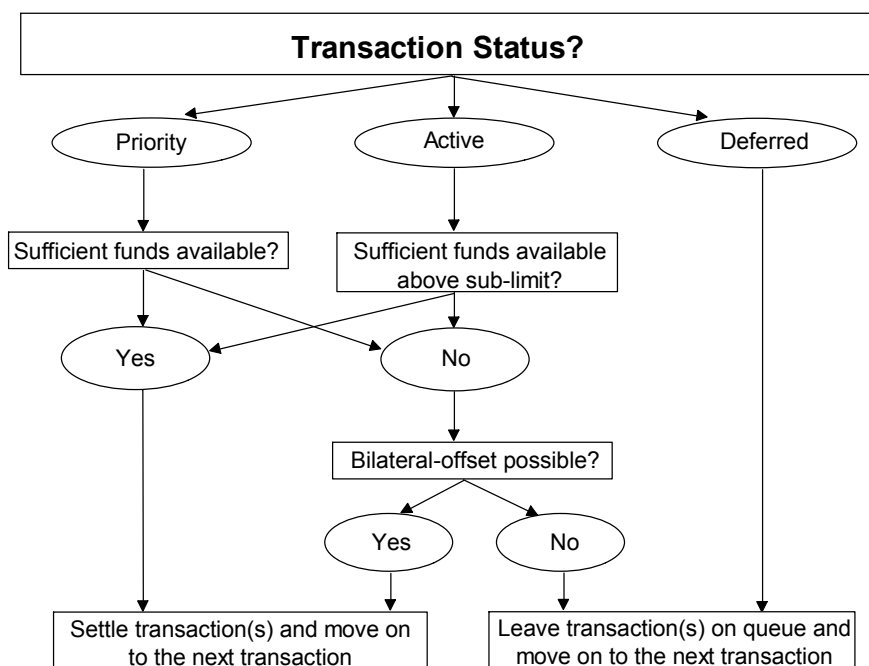 Transaction Status?
Priority
Active
Deferred
Sufficient funds available?
Sufficient funds available
above sub-limit?
Yes
No
Bilateral-offset possible?
Yes
No
Settle transaction(s) and move on
to the next transaction
Leave transaction(s) on queue and
move on to the next transaction